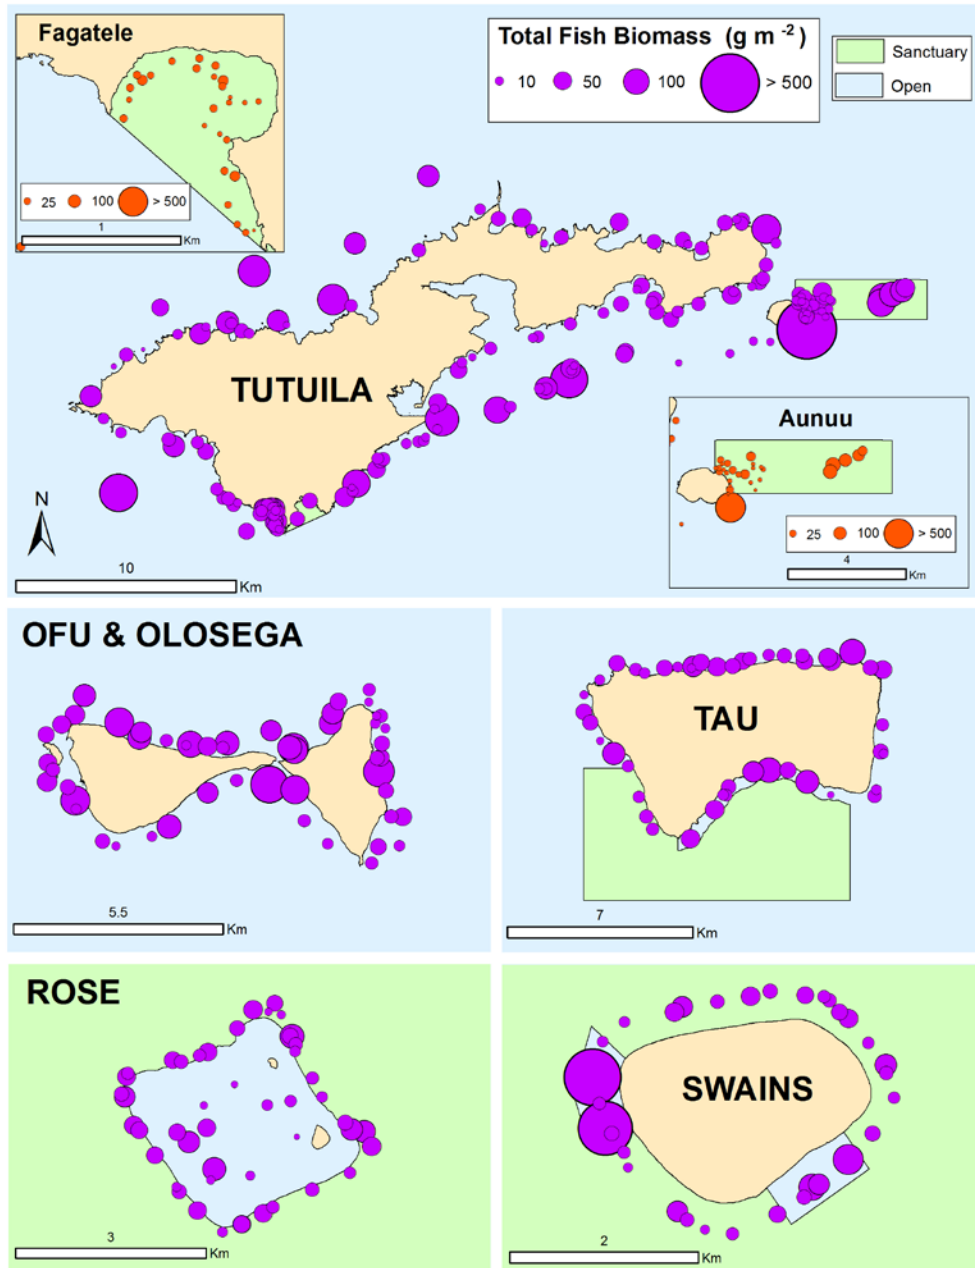 Fagatele
25 100 > 500
1
Km
Total Fish Biomass (g m -2)
10 50 100 > 500
Sanctuary
Open
TUTUILA
N
10
Km
Aunuu
25 100 > 500
4
Km
OFU & OLOSEGA
5.5
Km
TAU
7
Km
ROSE
3
Km
SWAINS
2
Km